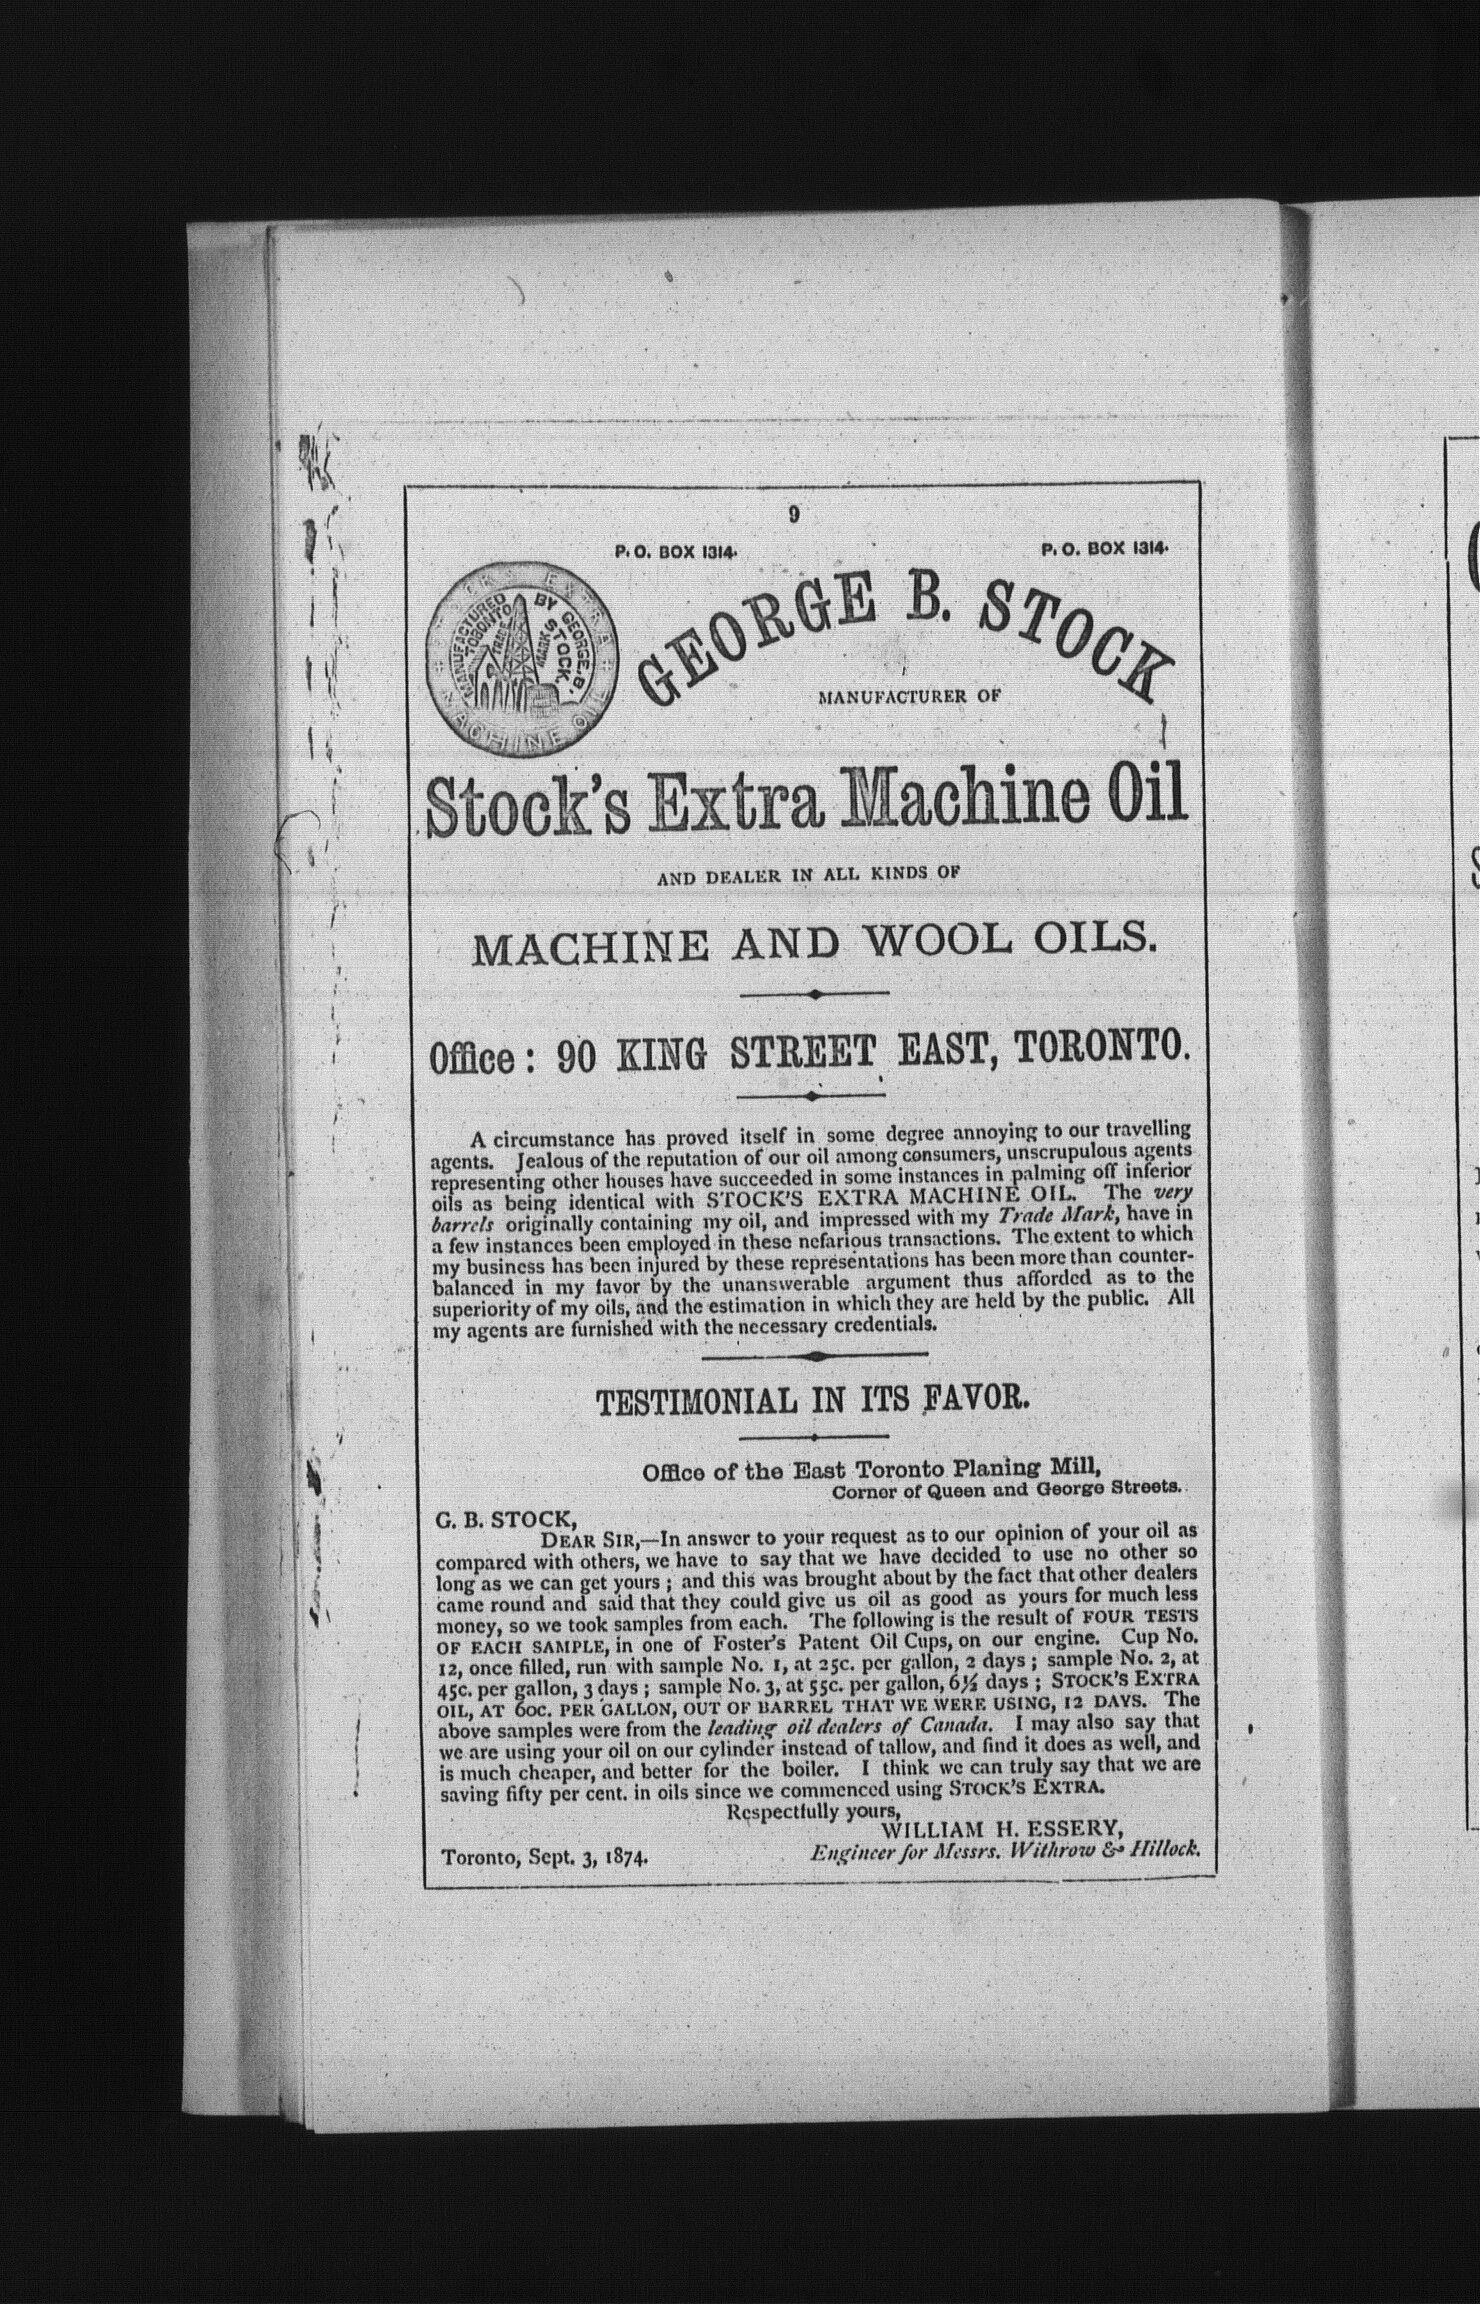 9
P. O. BOX 1314. P. O. BOX 1314.
STOCK'S EXTRA MACHINE OIL
MANUFACTURED BY GEORGE. B. STOCK.
TORONTO
TRADE MARK
GEORGE B. STOCK
MANUFACTURER OF
Stock's Extra Machine Oil
AND DEALER IN ALL KINDS OF
MACHINE AND WOOL OILS.
Office: 90 KING STREET EAST, TORONTO.
A circumstance has proved itself in some degree annoying to our travelling
agents. Jealous of the reputation of our oil among consumers, unscrupulous agents
representing other houses have succeeded in some instances in palming off inferior
oils as being identical with STOCK'S EXTRA MACHINE OIL. The very
barrels originally containing my oil, and impressed with my Trade Mark, have in
a few instances been employed in these nefarious transactions. The extent to which
my business has been injured by these representations has been more than counter-
balanced in my favor by the unanswerable argument thus afforded as to the
superiority of my oils, and the estimation in which they are held by the public. All
my agents are furnished with the necessary credentials.
TESTIMONIAL IN ITS FAVOR.
Office of the East Toronto Planing Mill,
Corner of Queen and George Streets.
G. B. STOCK,
DEAR SIR,—In answer to your request as to our opinion of your oil as
compared with others, we have to say that we have decided to use no other so
long as we can get yours; and this was brought about by the fact that other dealers
came round and said that they could give us oil as good as yours for much less
money, so we took samples from each. The following is the result of FOUR TESTS
OF EACH SAMPLE, in one of Foster's Patent Oil Cups, on our engine. Cup No.
12, once filled, run with sample No. 1, at 25c. per gallon, 2 days; sample No. 2, at
45c. per gallon, 3 days; sample No. 3, at 55c. per gallon, 6½ days; STOCK'S EXTRA
OIL, AT 60c. PER GALLON, OUT OF BARREL THAT WE WERE USING, 12 DAYS. The
above samples were from the leading oil dealers of Canada. I may also say that
we are using your oil on our cylinder instead of tallow, and find it does as well, and
is much cheaper, and better for the boiler. I think we can truly say that we are
saving fifty per cent. in oils since we commenced using STOCK'S EXTRA.
Respectfully yours,
WILLIAM H. ESSERY,
Toronto, Sept. 3, 1874. Engineer for Messrs. Withrow & Hillock.